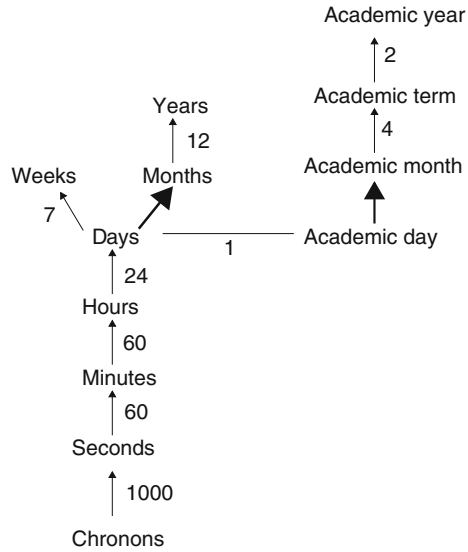 Academic year
2
Academic term
Years
4
12
Weeks
Months
Academic month
7
Days
1
Academic day
24
Hours
60
Minutes
60
Seconds
1000
Chronons